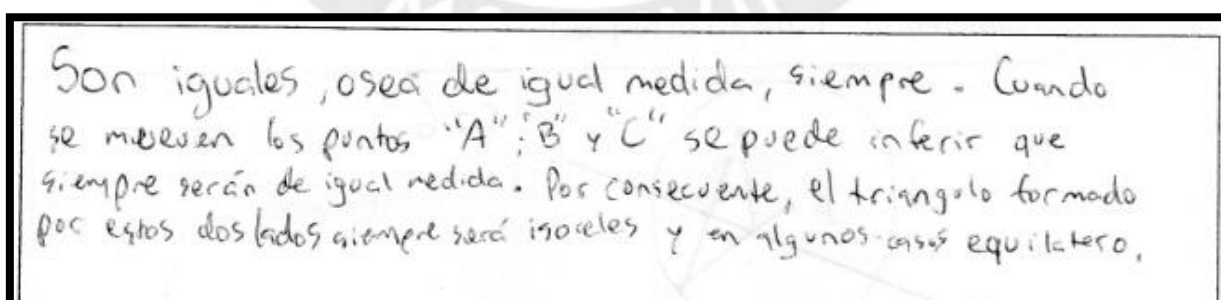 Son iguales, osea de igual medida, siempre. Cuando
se mueven los puntos "A"; "B" y "C" se puede inferir que
siempre serán de igual medida. Por consecuente, el triangulo formado
por estos dos lados siempre será isoceles y en algunos casos equilatero.